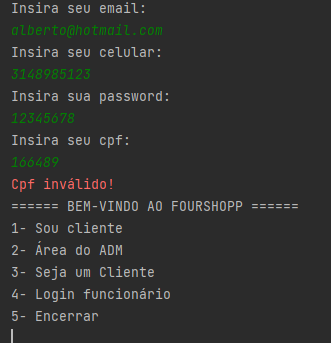 Insira seu email:
alberto@hotmail.com
Insira seu celular:
3148985123
Insira sua password:
12345678
Insira seu cpf:
166489
Cpf inválido!
====== BEM-VINDO AO FOURSHOPP ======
1- Sou cliente
2- Área do ADM
3- Seja um Cliente
4- Login funcionário
5- Encerrar